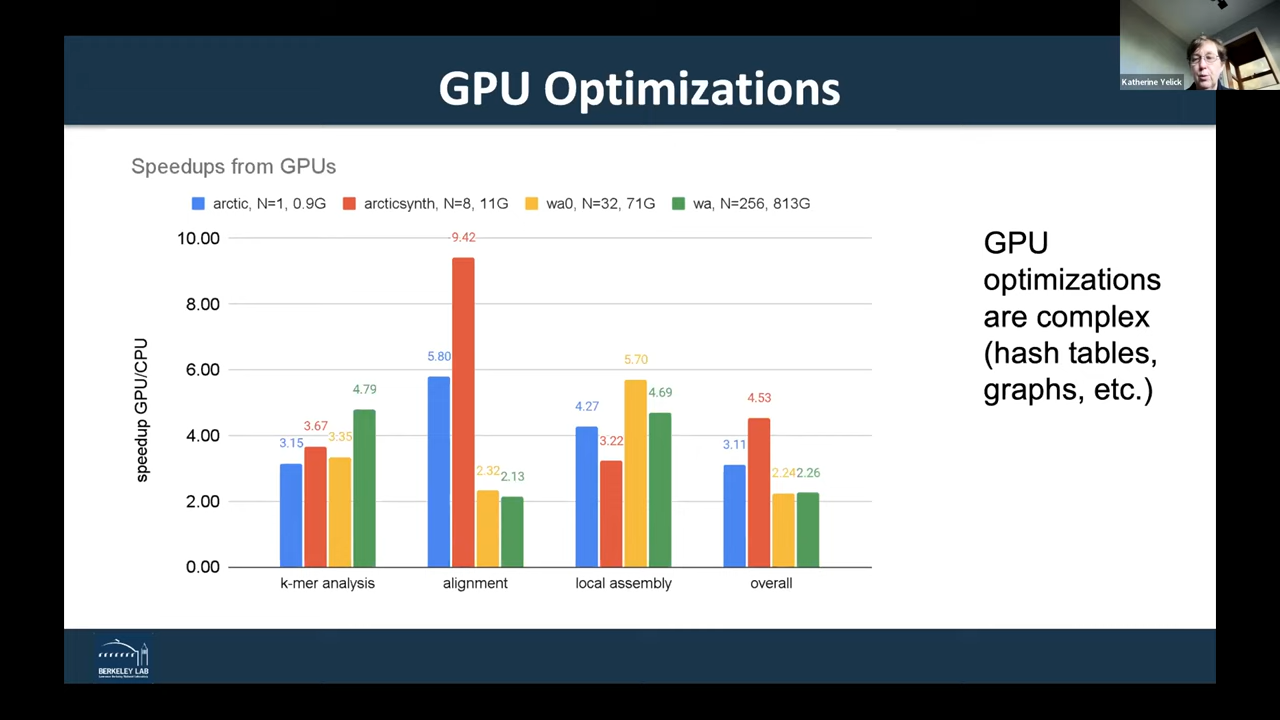 Katherine Yelick
GPU Optimizations
Speedups from GPUs
arctic, N=1, 0.9G
arcticsynth, N=8, 11G
wa0, N=32, 71G
wa, N=256, 813G
speedup GPU/CPU
10.00
8.00
6.00
4.00
2.00
0.00
3.15
3.67
3.35
4.79
5.80
9.42
2.32
2.13
4.27
3.22
5.70
4.69
3.11
4.53
2.24
2.26
k-mer analysis
alignment
local assembly
overall
GPU
optimizations
are complex
(hash tables,
graphs, etc.)
BERKELEY LAB